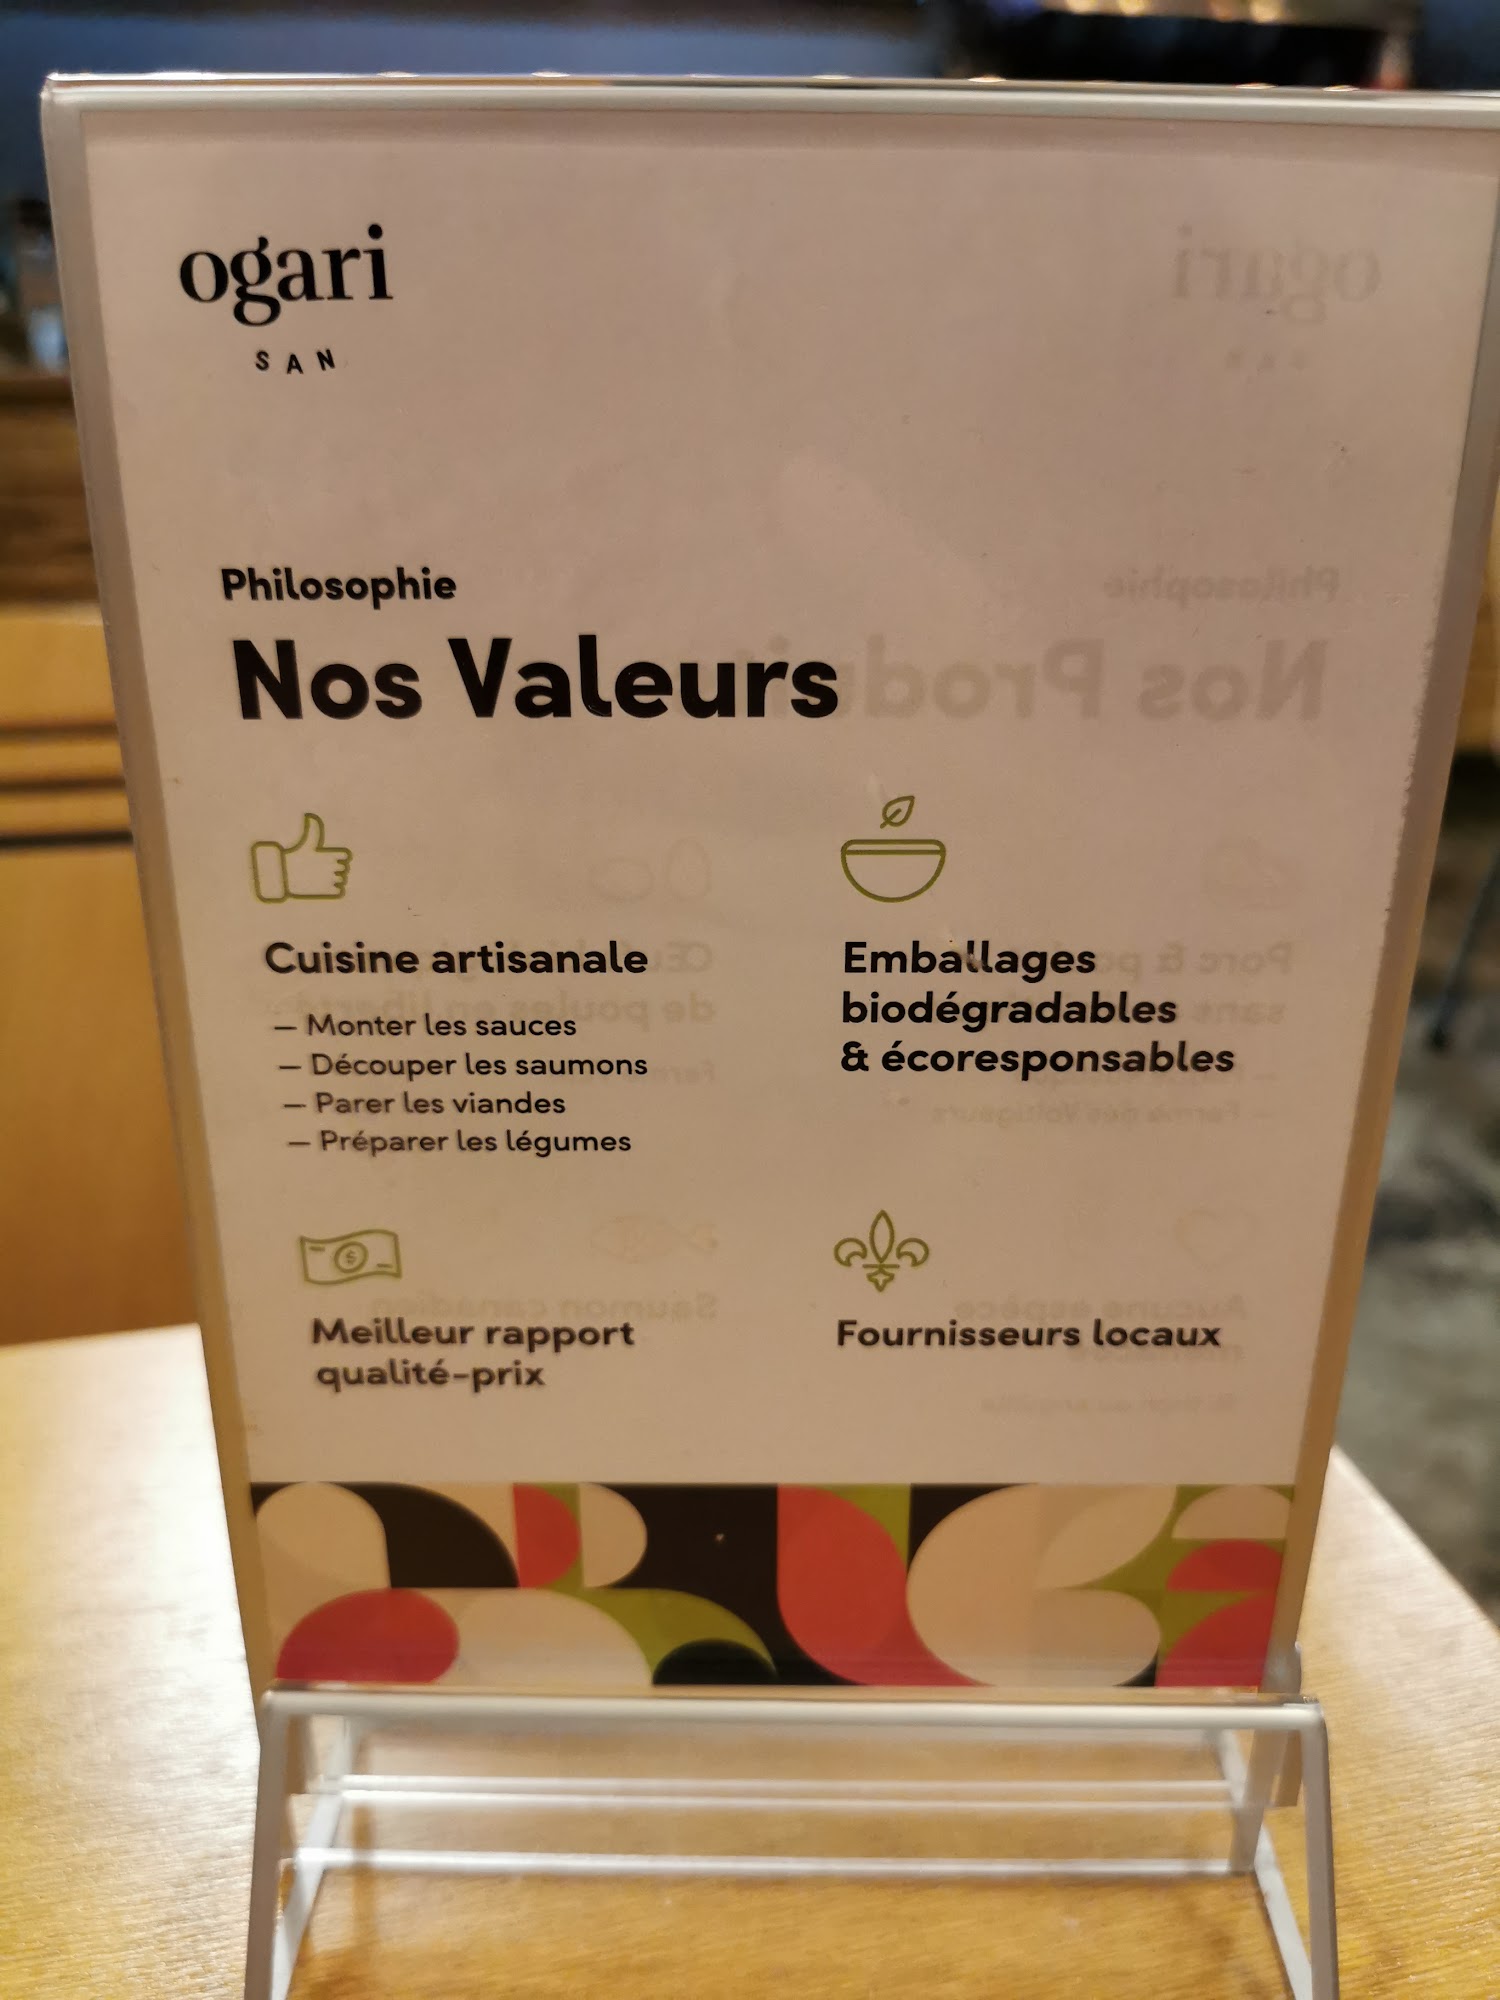 ogari
SAN
Philosophie
Nos Valeurs
Cuisine artisanale
— Monter les sauces
— Découper les saumons
— Parer les viandes
— Préparer les légumes
Emballages
biodégradables
& écoresponsables
Meilleur rapport
qualité-prix
Fournisseurs locaux